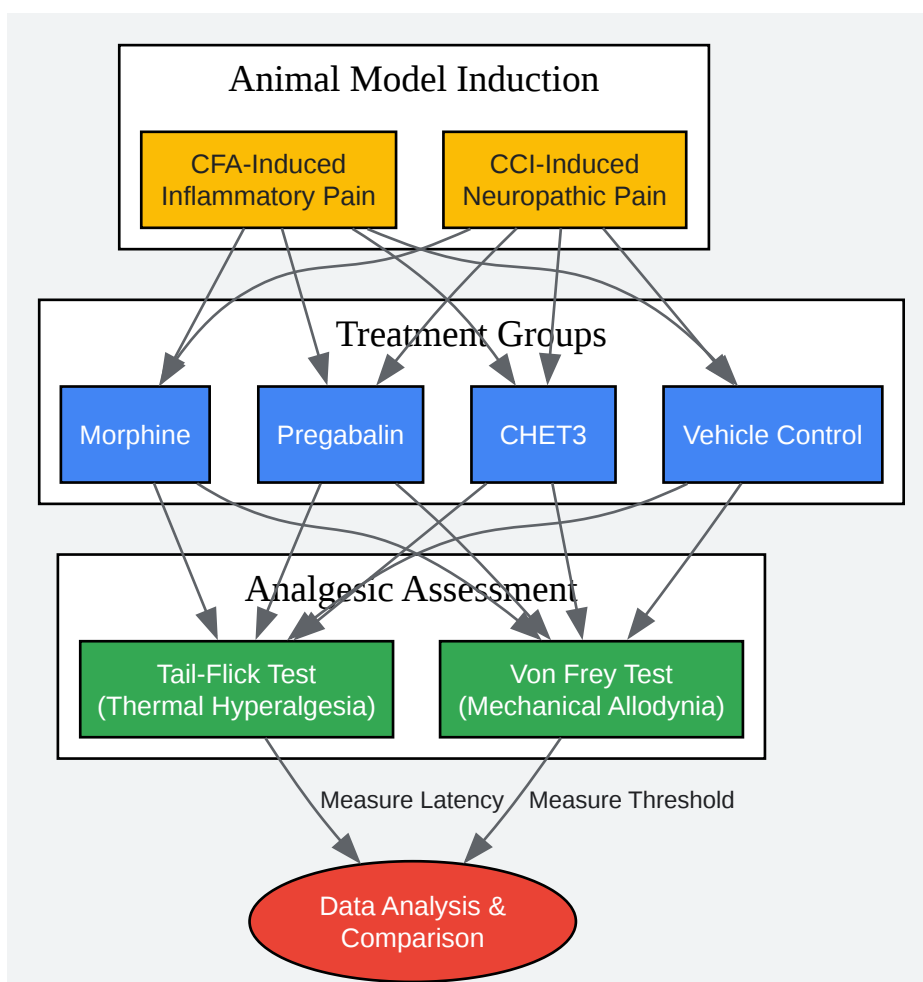 Animal Model Induction
CFA-Induced
Inflammatory Pain
CCI-Induced
Neuropathic Pain
Treatment Groups
Morphine
Pregabalin
CHET3
Vehicle Control
Analgesic Assessment
Tail-Flick Test
(Thermal Hyperalgesia)
Von Frey Test
(Mechanical Allodynia)
Measure Latency
Measure Threshold
Data Analysis &
Comparison